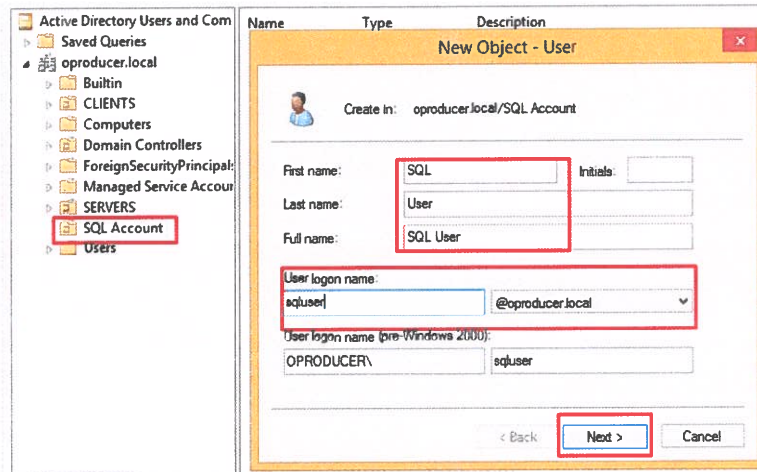 Active Directory Users and Com
Saved Queries
oproducer.local
Builtin
CLIENTS
Computers
Domain Controllers
ForeignSecurityPrincipals
Managed Service Accour
SERVERS
SQL Account
Users
Name Type Description
New Object - User
Create in: oproducer.local/SQL Account
First name: SQL Initials:
Last name: User
Full name: SQL User
User logon name:
sqluser @oproducer.local
User logon name (pre-Windows 2000):
OPRODUCER\ sqluser
< Back Next > Cancel